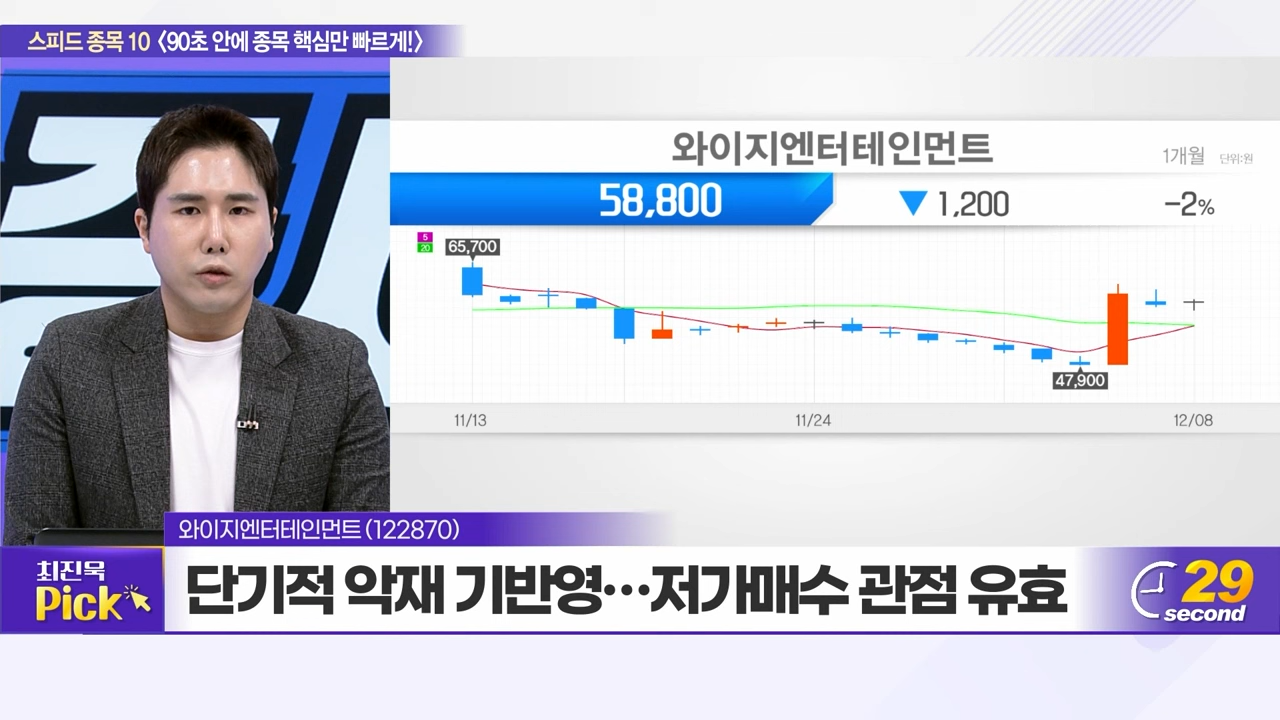 스피드 종목 10 〈90초 안에 종목 핵심만 빠르게!〉
와이지엔터테인먼트
1개월 단위:원
58,800 ▼ 1,200 -2%
5
20
65,700
47,900
11/13 11/24 12/08
와이지엔터테인먼트 (122870)
최진욱
Pick
단기적 악재 기반영…저가매수 관점 유효
29
second